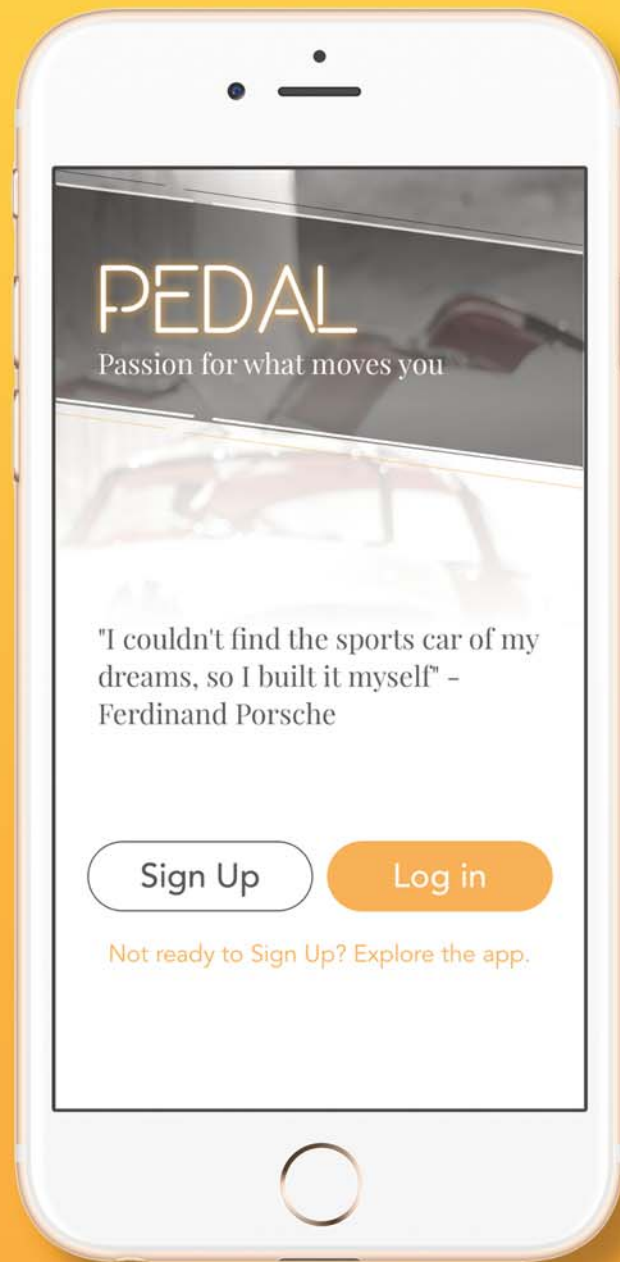 PEDAL
Passion for what moves you
"I couldn't find the sports car of my
dreams, so I built it myself" -
Ferdinand Porsche
Sign Up
Log in
Not ready to Sign Up? Explore the app.